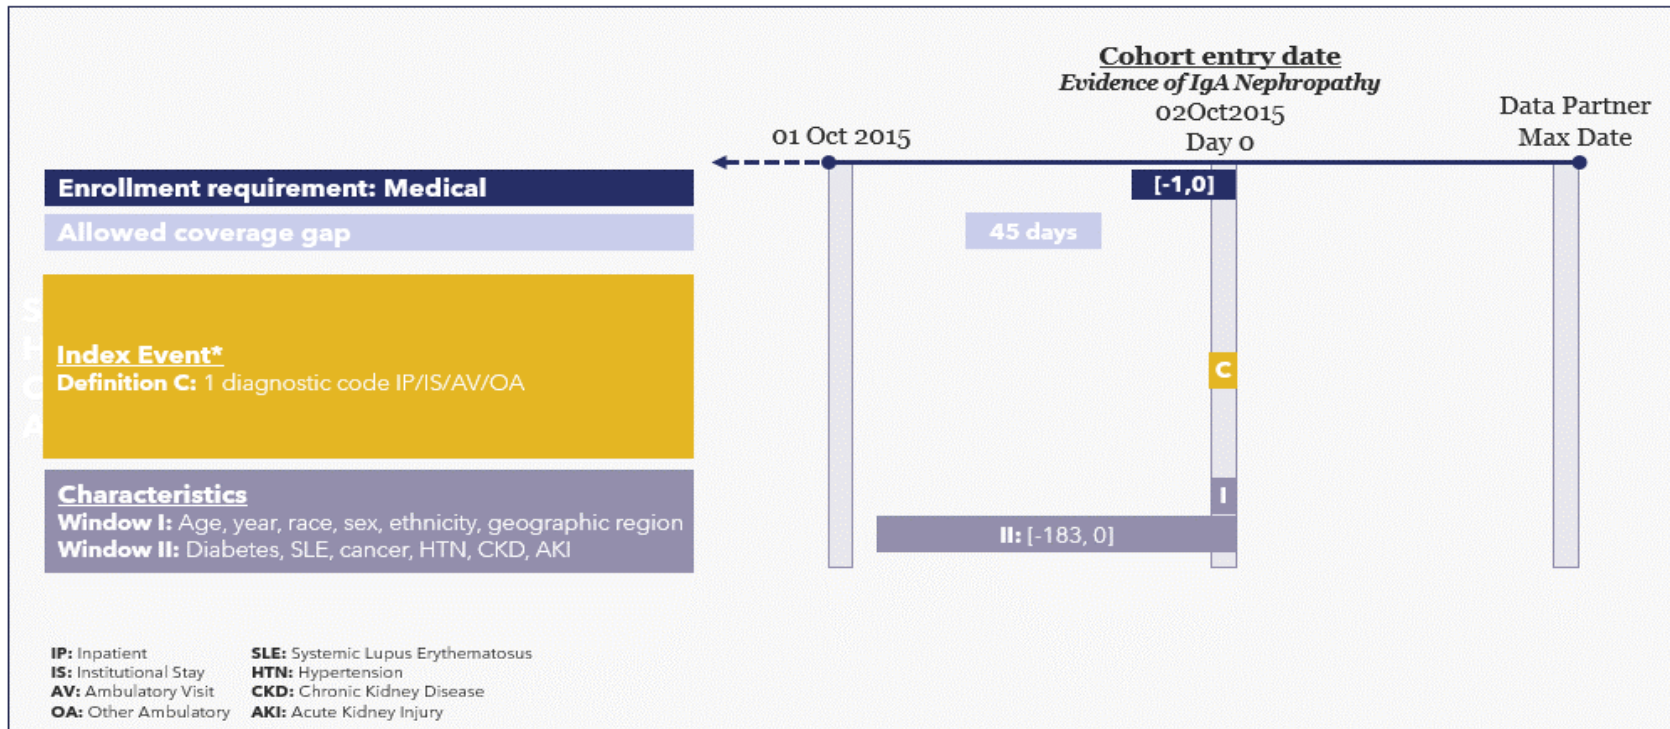 Cohort entry date
Evidence of IgA Nephropathy
02Oct2015
Day 0
01 Oct 2015
Data Partner
Max Date
Enrollment requirement: Medical
[-1,0]
Allowed coverage gap
45 days
S
H
C
A
Index Event*
Definition C: 1 diagnostic code IP/IS/AV/OA
C
Characteristics
Window I: Age, year, race, sex, ethnicity, geographic region
Window II: Diabetes, SLE, cancer, HTN, CKD, AKI
I
II: [-183, 0]
IP: Inpatient
IS: Institutional Stay
AV: Ambulatory Visit
OA: Other Ambulatory
SLE: Systemic Lupus Erythematosus
HTN: Hypertension
CKD: Chronic Kidney Disease
AKI: Acute Kidney Injury